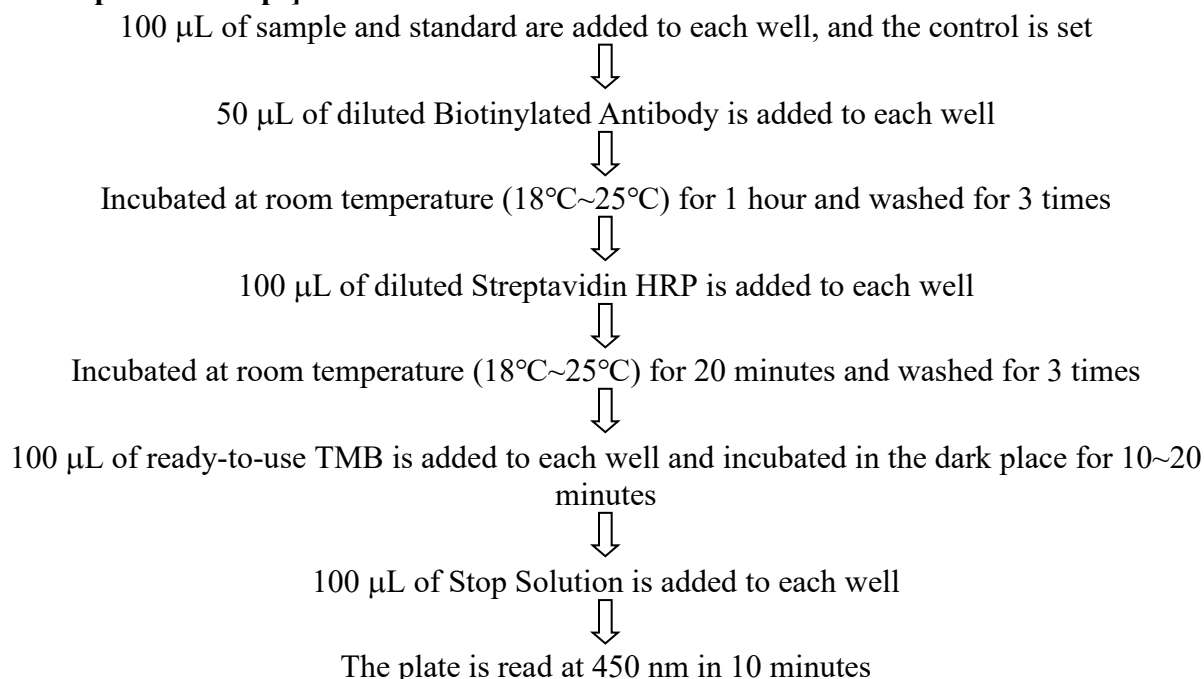 100 μL of sample and standard are added to each well, and the control is set
50 μL of diluted Biotinylated Antibody is added to each well
Incubated at room temperature (18℃~25℃) for 1 hour and washed for 3 times
100 μL of diluted Streptavidin HRP is added to each well
Incubated at room temperature (18℃~25℃) for 20 minutes and washed for 3 times
100 μL of ready-to-use TMB is added to each well and incubated in the dark place for 10~20
minutes
100 μL of Stop Solution is added to each well
The plate is read at 450 nm in 10 minutes